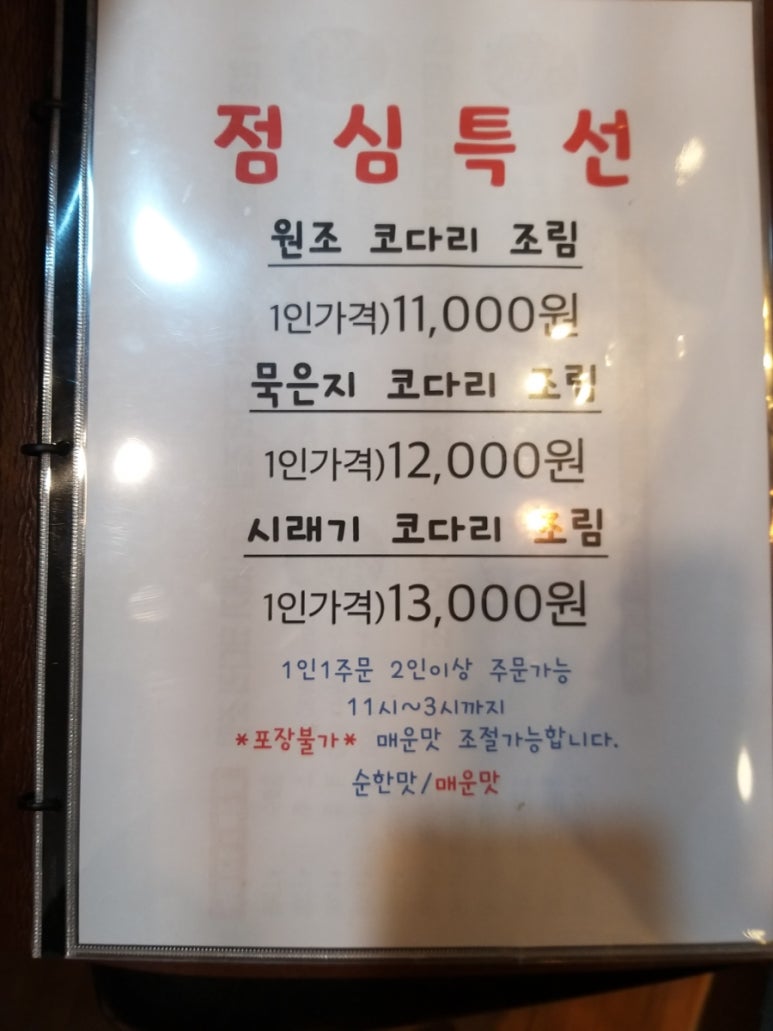 점심특선
원조 코다리 조림
1인가격)11,000원
묵은지 코다리 조림
1인가격)12,000원
시래기 코다리 조림
1인가격)13,000원
1인1주문 2인이상 주문가능
11시~3시까지
*포장불가* 매운맛 조절가능합니다.
순한맛/매운맛